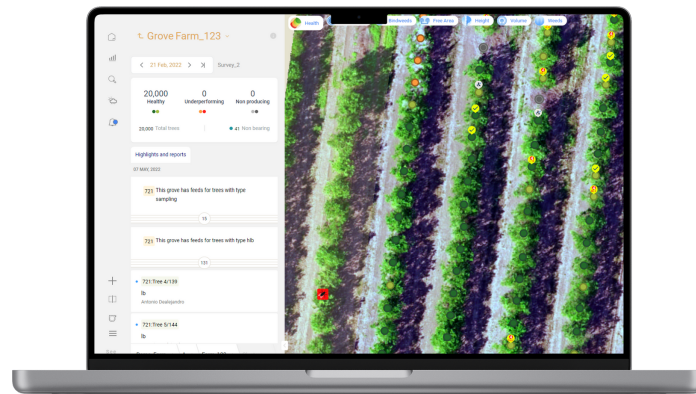 Grove Farm_123
Health
Free Area
Height
Volume
Weeds
21 Feb, 2022
Survey_2
20,000
0
0
Healthy
Underperforming
Non producing
20,000 Total trees
41 Non bearing
Highlights and reports
07 MAY, 2022
721 This grove has feeds for trees with type
sampling
15
721 This grove has feeds for trees with type hlb
131
721:Tree 4/139
lb
721:Tree 5/144
lb